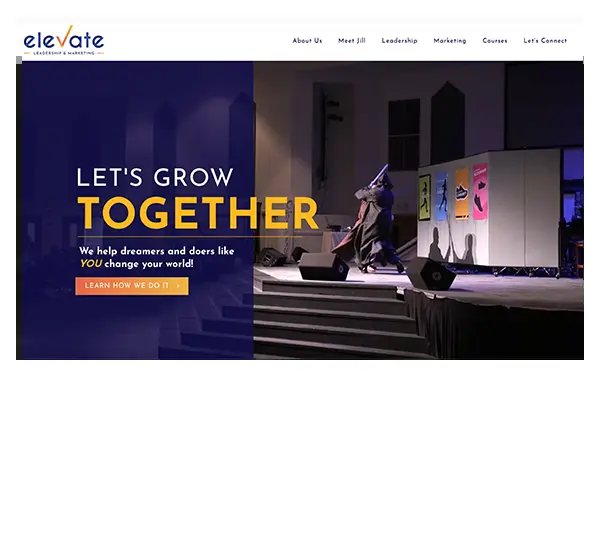 elevate
LEADERSHIP & MARKETING
About Us Meet Jill Leadership Marketing Courses Let's Connect
LET'S GROW
TOGETHER
We help dreamers and doers like
YOU change your world!
LEARN HOW WE DO IT >